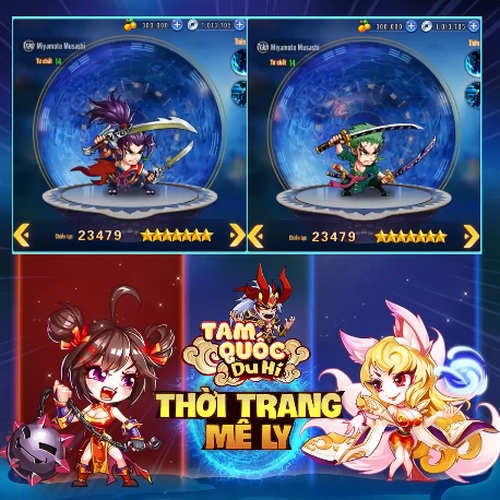 300.000 1.013.105
Miyamoto Musashi
Tư chất 14
Chiến lực 23479
300.000 1.013.105
Miyamoto Musashi
Tư chất 14
Chiến lực 23479
TAM
QUỐC
Du Hí
THỜI TRANG
MÊ LY